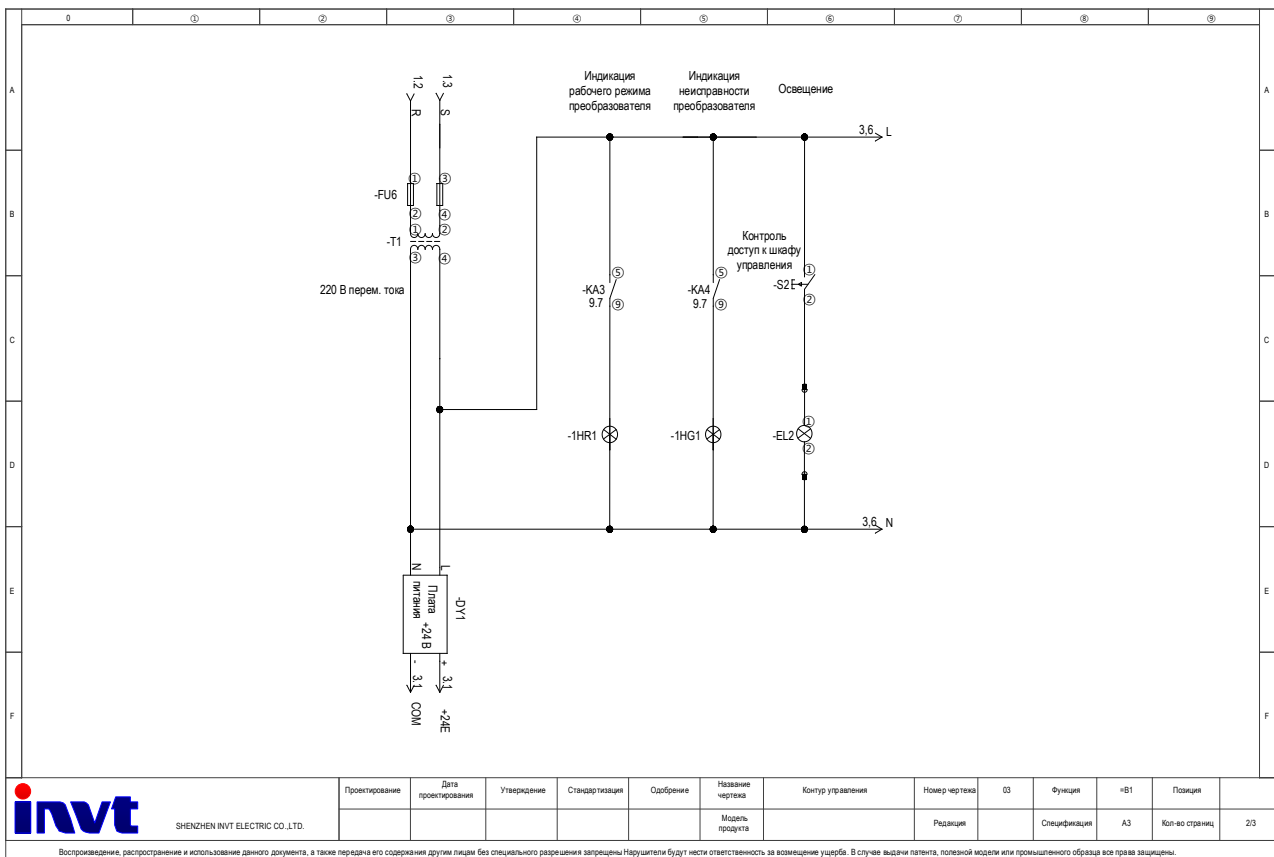 0 ① ② ③ ④ ⑤ ⑥ ⑦ ⑧ ⑨
A A
B B
C C
D D
E E
F F
1.2 1.3
R S
Индикация
рабочего режима
преобразователя
Индикация
неисправности
преобразователя
Освещение
3,6 L
-FU6
① ③
② ④
-T1
① ②
③ ④
220 В перем. тока
Контроль
доступ к шкафу
управления
-KA3
9.7
⑤
⑨
-KA4
9.7
⑤
⑨
-S2
①
②
-1HR1
-1HG1
-EL2
①
②
3,6 N
N L
Плата
питания
+24 В
-DY1
- +
3.1 3.1
COM +24E
invt
SHENZHEN INVT ELECTRIC CO.,LTD.
Проектирование
Дата
проектирования
Утверждение
Стандартизация
Одобрение
Название
чертежа
Контур управления
Номер чертежа
03
Функция
=B1
Позиция
Модель
продукта
Редакция
Спецификация
A3
Кол-во страниц
2/3
Воспроизведение, распространение и использование данного документа, а также передача его содержания другим лицам без специального разрешения запрещены Нарушители будут нести ответственность за возмещение ущерба. В случае выдачи патента, полезной модели или промышленного образца все права защищены.